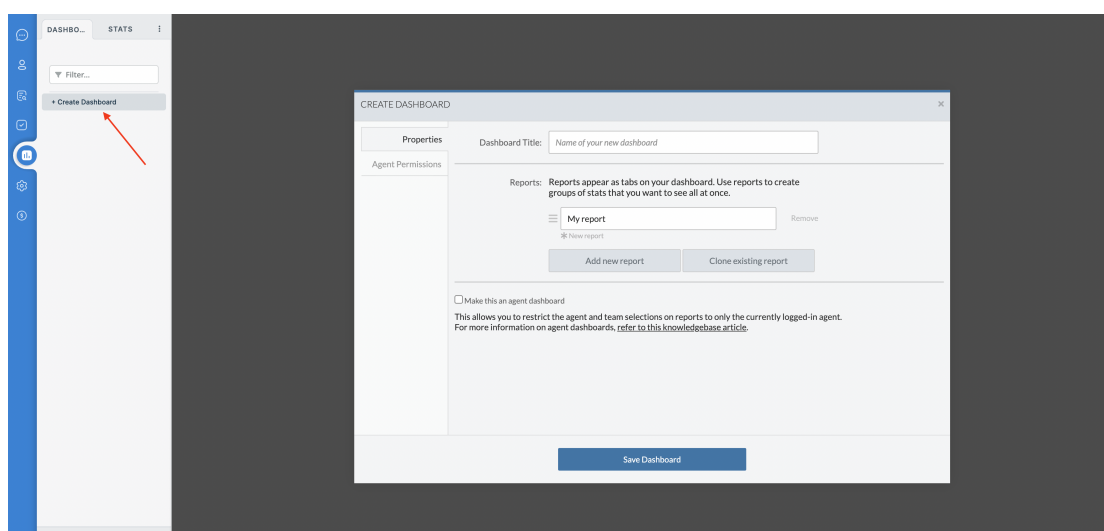 DASHBO...
STATS
Filter...
+ Create Dashboard
CREATE DASHBOARD
×
Properties
Agent Permissions
Dashboard Title:
Name of your new dashboard
Reports:
Reports appear as tabs on your dashboard. Use reports to create
groups of stats that you want to see all at once.
My report
Remove
* New report
Add new report
Clone existing report
Make this an agent dashboard
This allows you to restrict the agent and team selections on reports to only the currently logged-in agent.
For more information on agent dashboards, refer to this knowledgebase article.
Save Dashboard